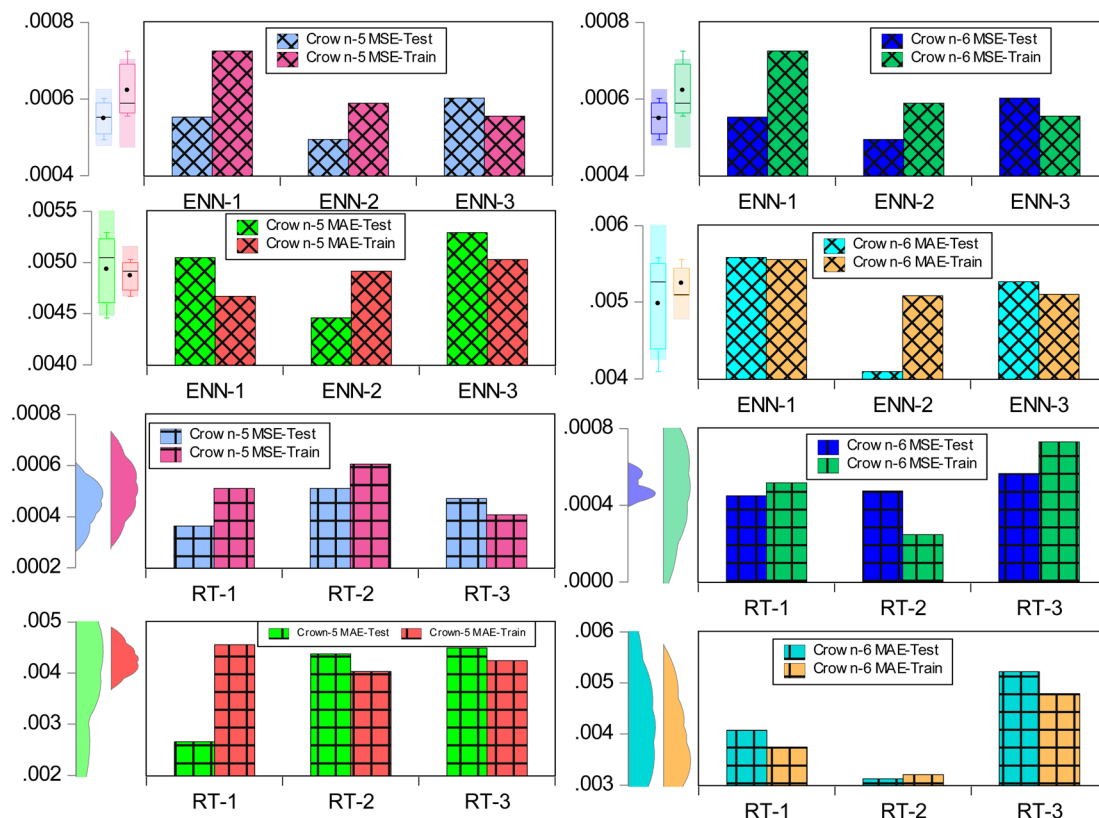 .0008
.0006
.0004
Crow n-5 MSE-Test
Crow n-5 MSE-Train
ENN-1
ENN-2
ENN-3
.0008
.0006
.0004
Crow n-6 MSE-Test
Crow n-6 MSE-Train
ENN-1
ENN-2
ENN-3
.0055
.0050
.0045
.0040
Crow n-5 MAE-Test
Crow n-5 MAE-Train
ENN-1
ENN-2
ENN-3
.006
.005
.004
Crow n-6 MAE-Test
Crow n-6 MAE-Train
ENN-1
ENN-2
ENN-3
.0008
.0006
.0004
.0002
Crow n-5 MSE-Test
Crow n-5 MSE-Train
RT-1
RT-2
RT-3
.0008
.0004
.0000
Crow n-6 MSE-Test
Crow n-6 MSE-Train
RT-1
RT-2
RT-3
.005
.004
.003
.002
Crown-5 MAE-Test
Crown-5 MAE-Train
RT-1
RT-2
RT-3
.006
.005
.004
.003
Crow n-6 MAE-Test
Crow n-6 MAE-Train
RT-1
RT-2
RT-3